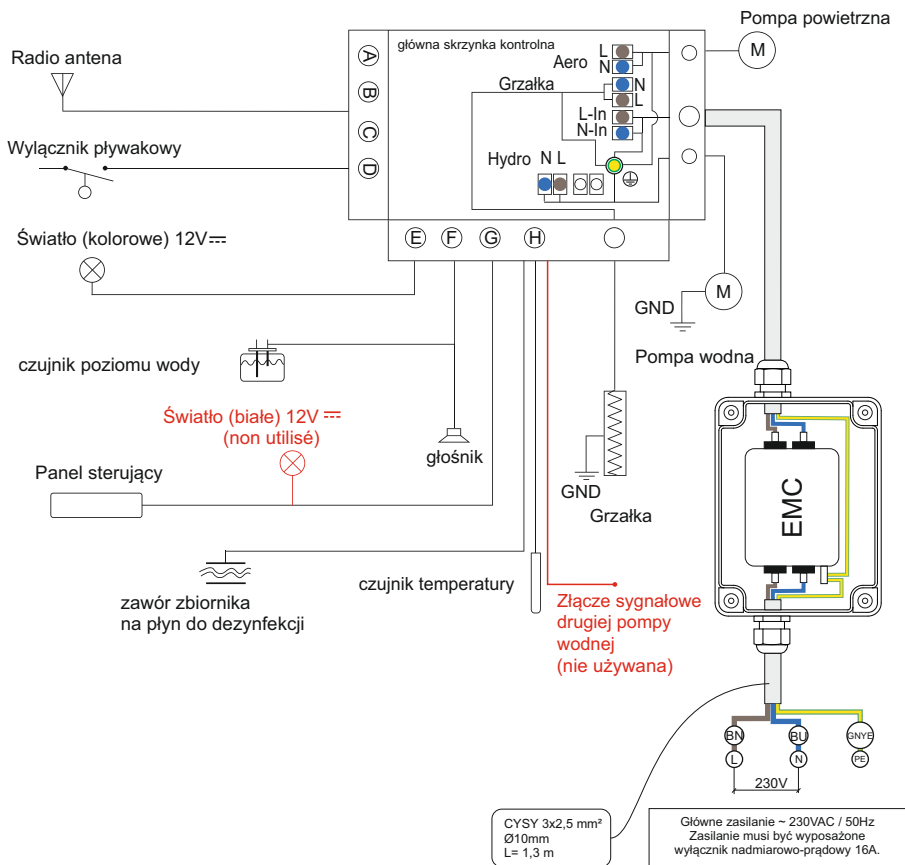 Pompa powietrzna
M
główna skrzynka kontrolna
A
L
Aero
N
Radio antena
Grzałka
N
B
L
L-In
C
N-In
Wyłącznik pływakowy
Hydro N L
D
Światło (kolorowe) 12V
E F G H
M
GND
Pompa wodna
czujnik poziomu wody
Światło (białe) 12V
(non utilisé)
głośnik
Panel sterujący
GND
Grzałka
EMC
czujnik temperatury
zawór zbiornika
na płyn do dezynfekcji
Złącze sygnałowe
drugiej pompy
wodnej
(nie używana)
BN
BU
GNYE
L
N
PE
230V
CYSY 3x2,5 mm²
Ø10mm
L= 1,3 m
Główne zasilanie ~ 230VAC / 50Hz
Zasilanie musi być wyposażone
wyłącznik nadmiarowo-prądowy 16A.